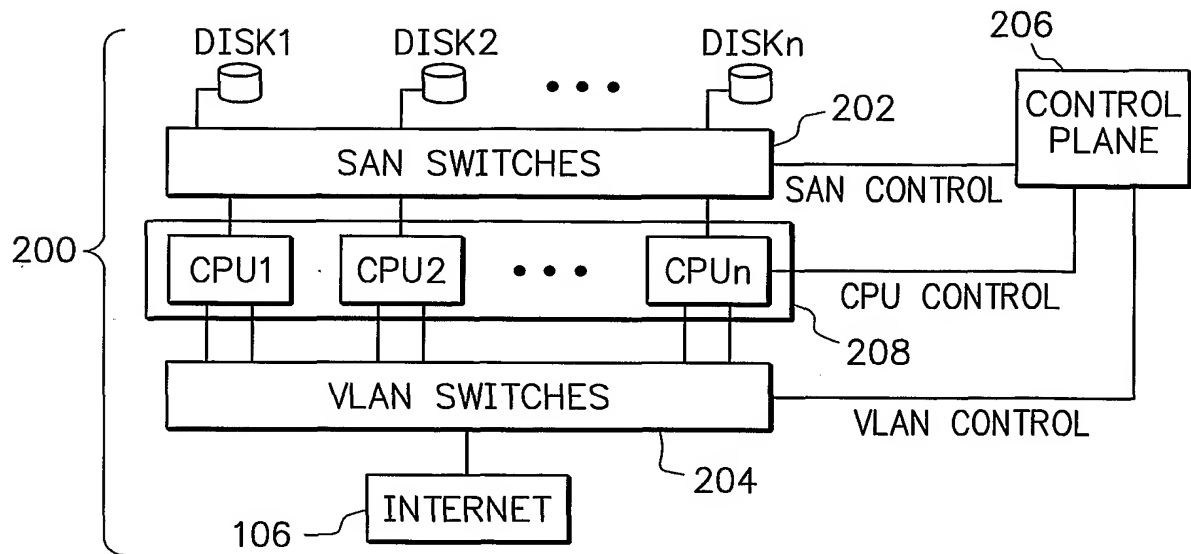 206
DISK1 DISK2 DISKn
CONTROL
PLANE
202
SAN SWITCHES
SAN CONTROL
200
CPU1 CPU2 CPUn
CPU CONTROL
208
VLAN SWITCHES
VLAN CONTROL
204
INTERNET
106